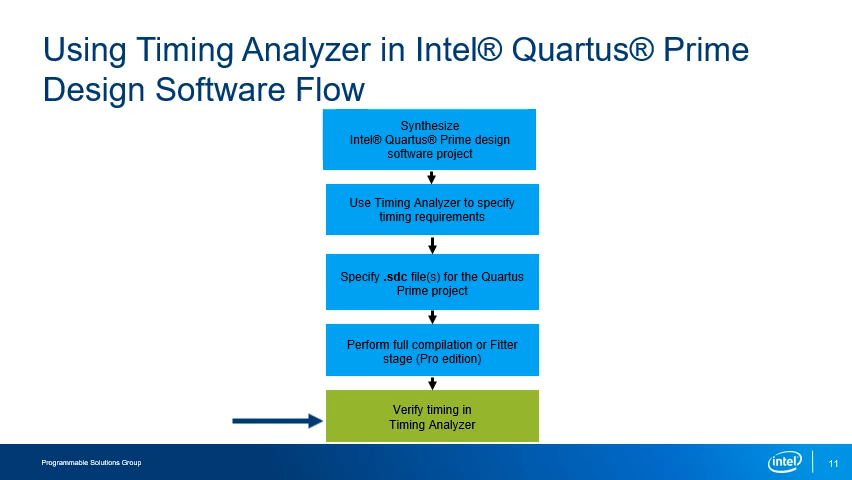 Using Timing Analyzer in Intel® Quartus® Prime
Design Software Flow
Synthesize
Intel® Quartus® Prime design
software project
Use Timing Analyzer to specify
timing requirements
Specify .sdc file(s) for the Quartus
Prime project
Perform full compilation or Fitter
stage (Pro edition)
Verify timing in
Timing Analyzer
Programmable Solutions Group
intel
11